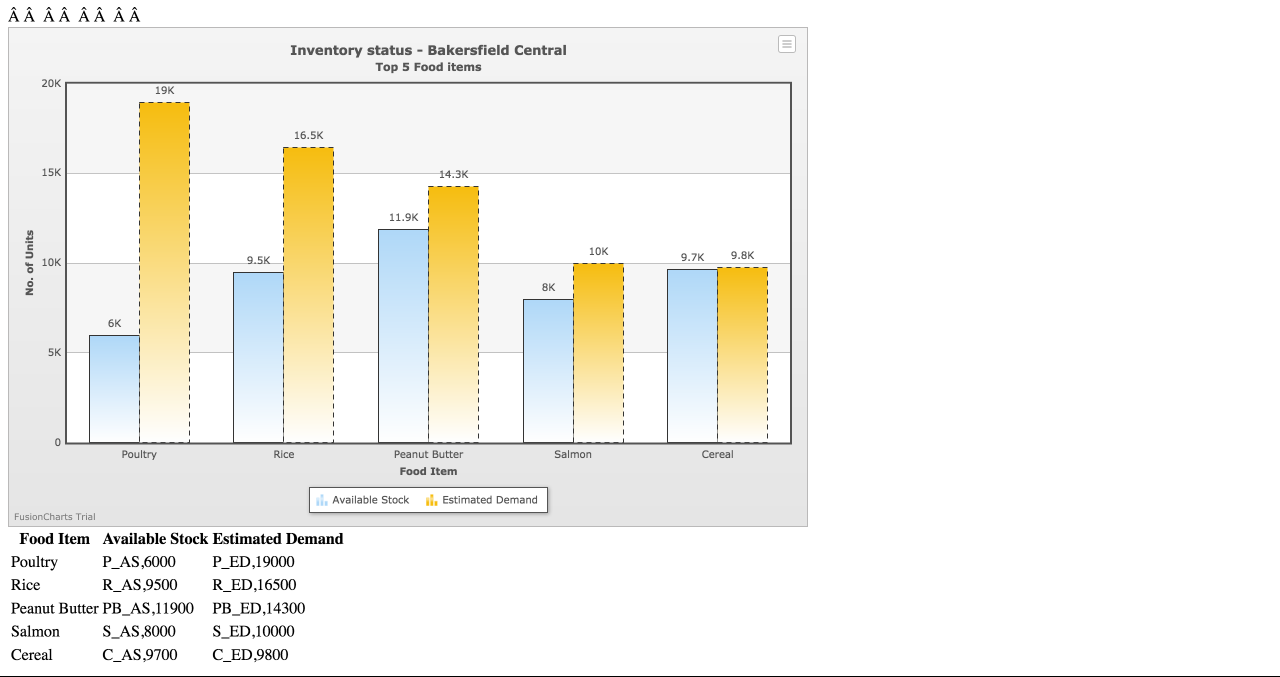 Â Â  Â Â  Â Â  Â Â
Inventory status - Bakersfield Central
Top 5 Food items
20K
15K
10K
5K
0
No. of Units
6K
19K
9.5K
16.5K
11.9K
14.3K
8K
10K
9.7K
9.8K
Poultry Rice Peanut Butter Salmon Cereal
Food Item
Available Stock Estimated Demand
FusionCharts Trial
Food Item Available Stock Estimated Demand
Poultry P_AS,6000 P_ED,19000
Rice R_AS,9500 R_ED,16500
Peanut Butter PB_AS,11900 PB_ED,14300
Salmon S_AS,8000 S_ED,10000
Cereal C_AS,9700 C_ED,9800